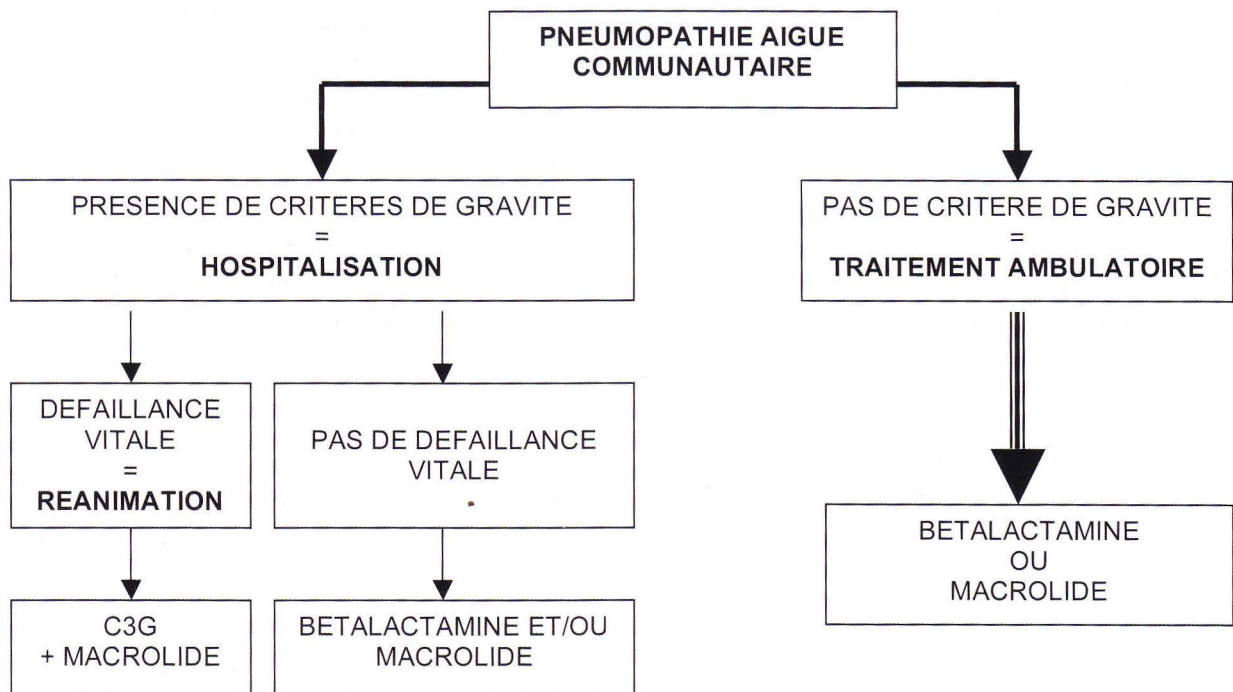 PNEUMOPATHIE AIGUE
COMMUNAUTAIRE
PRESENCE DE CRITERES DE GRAVITE
=
HOSPITALISATION
PAS DE CRITERE DE GRAVITE
=
TRAITEMENT AMBULATOIRE
DEFAILLANCE
VITALE
=
REANIMATION
PAS DE DEFAILLANCE
VITALE
BETALACTAMINE
OU
MACROLIDE
C3G
+ MACROLIDE
BETALACTAMINE ET/OU
MACROLIDE